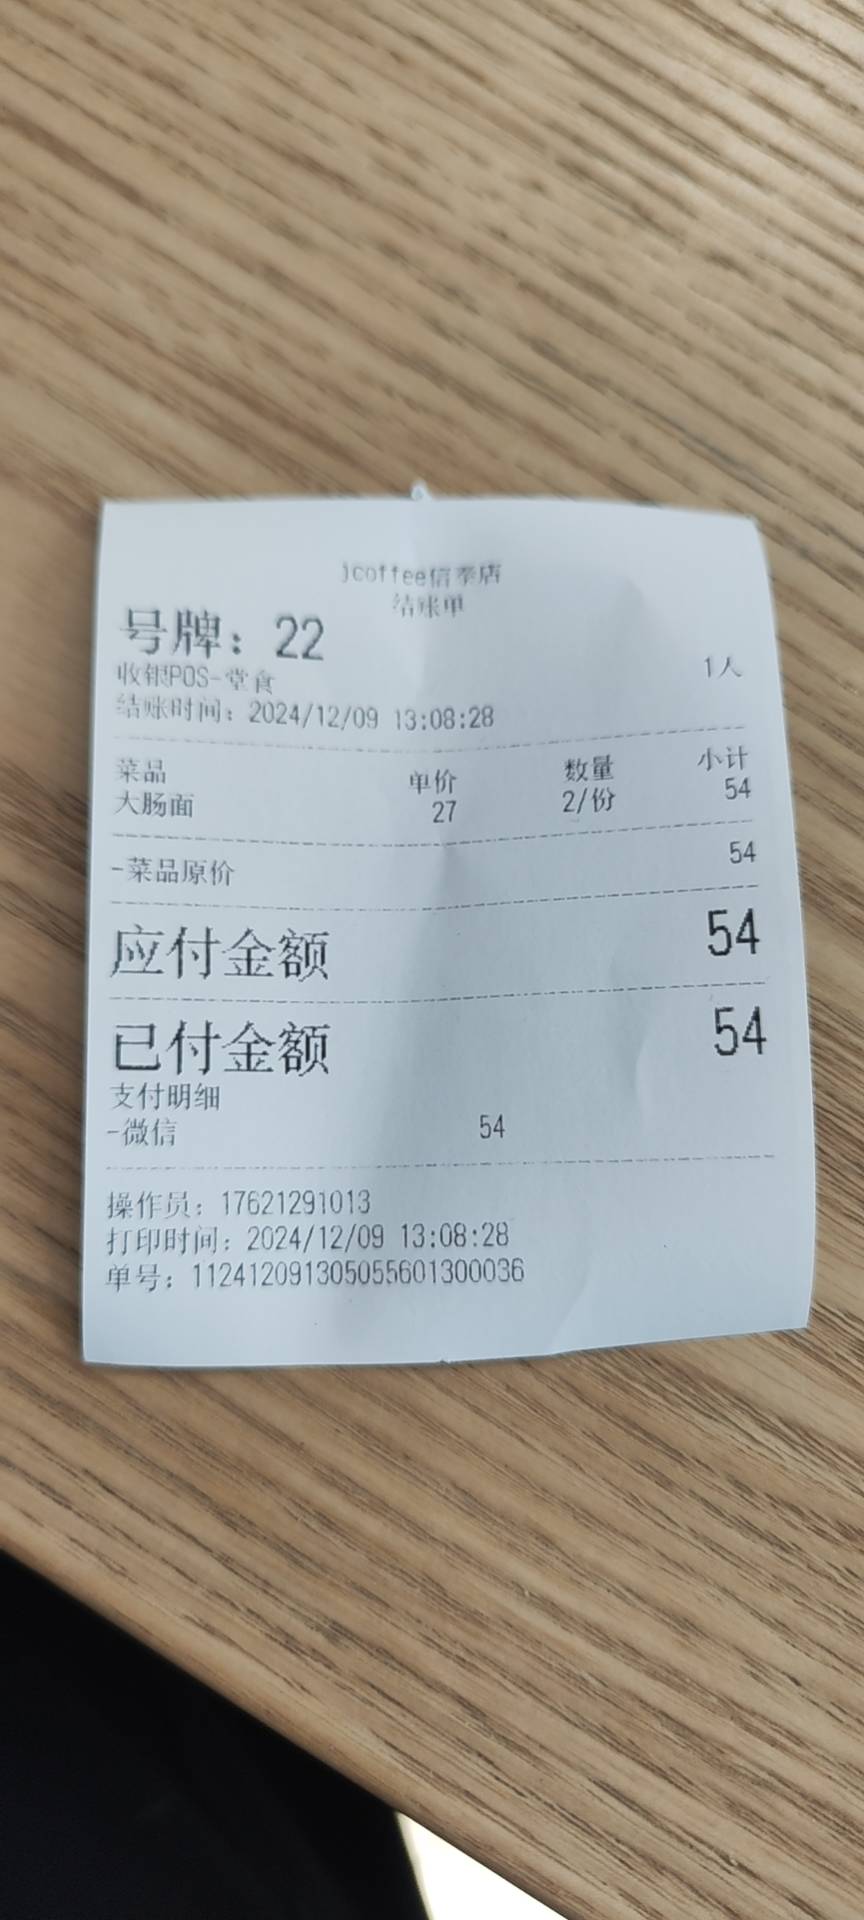 jcoffee信孝店
结账单
号牌：22
收银POS-堂食 1人
结账时间：2024/12/09 13:08:28
菜品 单价 数量 小计
大肠面 27 2/份 54
-菜品原价 54
应付金额 54
已付金额 54
支付明细
-微信 54
操作员：17621291013
打印时间：2024/12/09 13:08:28
单号：1124120913050555601300036